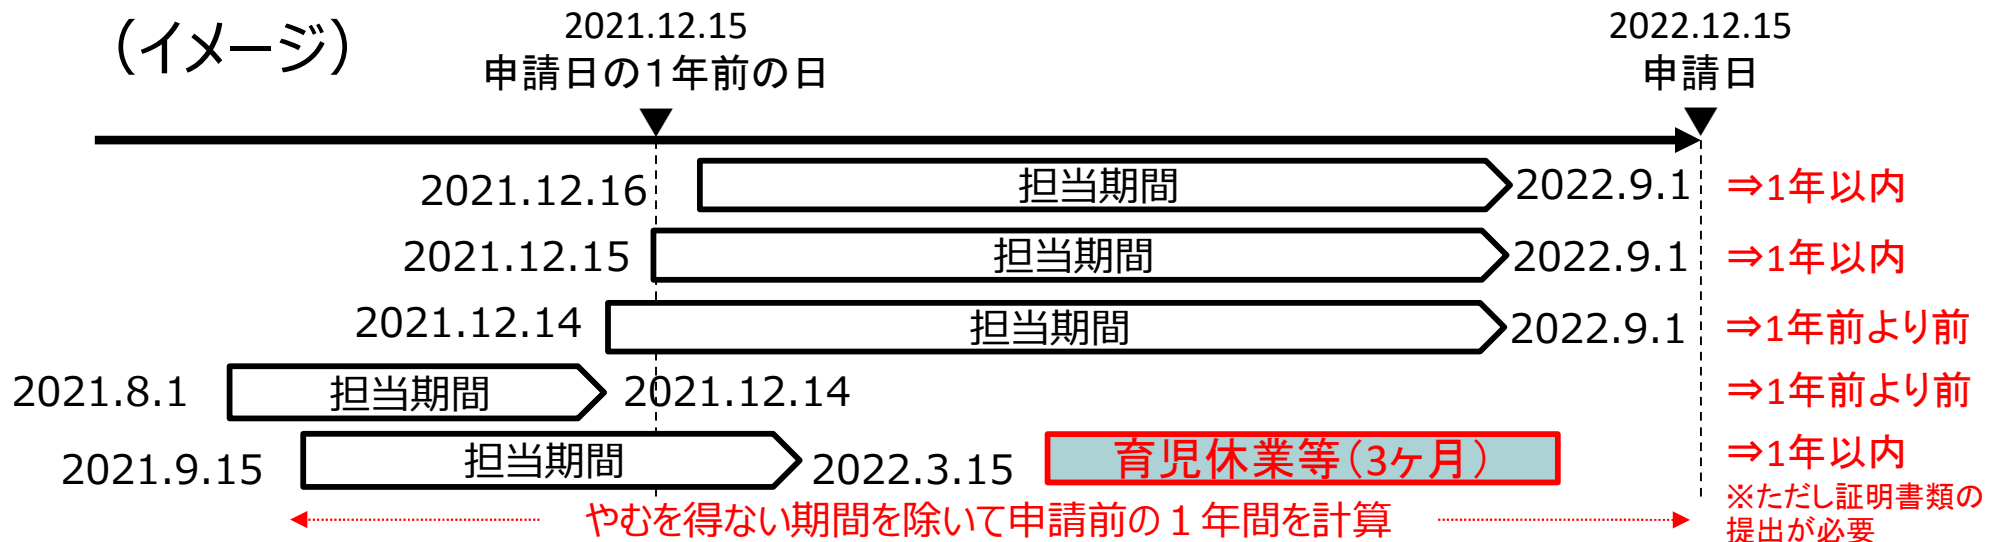 （イメージ）
2021.12.15
申請日の１年前の日
2022.12.15
申請日
2021.12.16 担当期間 2022.9.1 ⇒1年以内
2021.12.15 担当期間 2022.9.1 ⇒1年以内
2021.12.14 担当期間 2022.9.1 ⇒1年前より前
2021.8.1 担当期間 2021.12.14 ⇒1年前より前
2021.9.15 担当期間 2022.3.15 育児休業等（3ヶ月） ⇒1年以内
※ただし証明書類の
提出が必要
やむを得ない期間を除いて申請前の１年間を計算